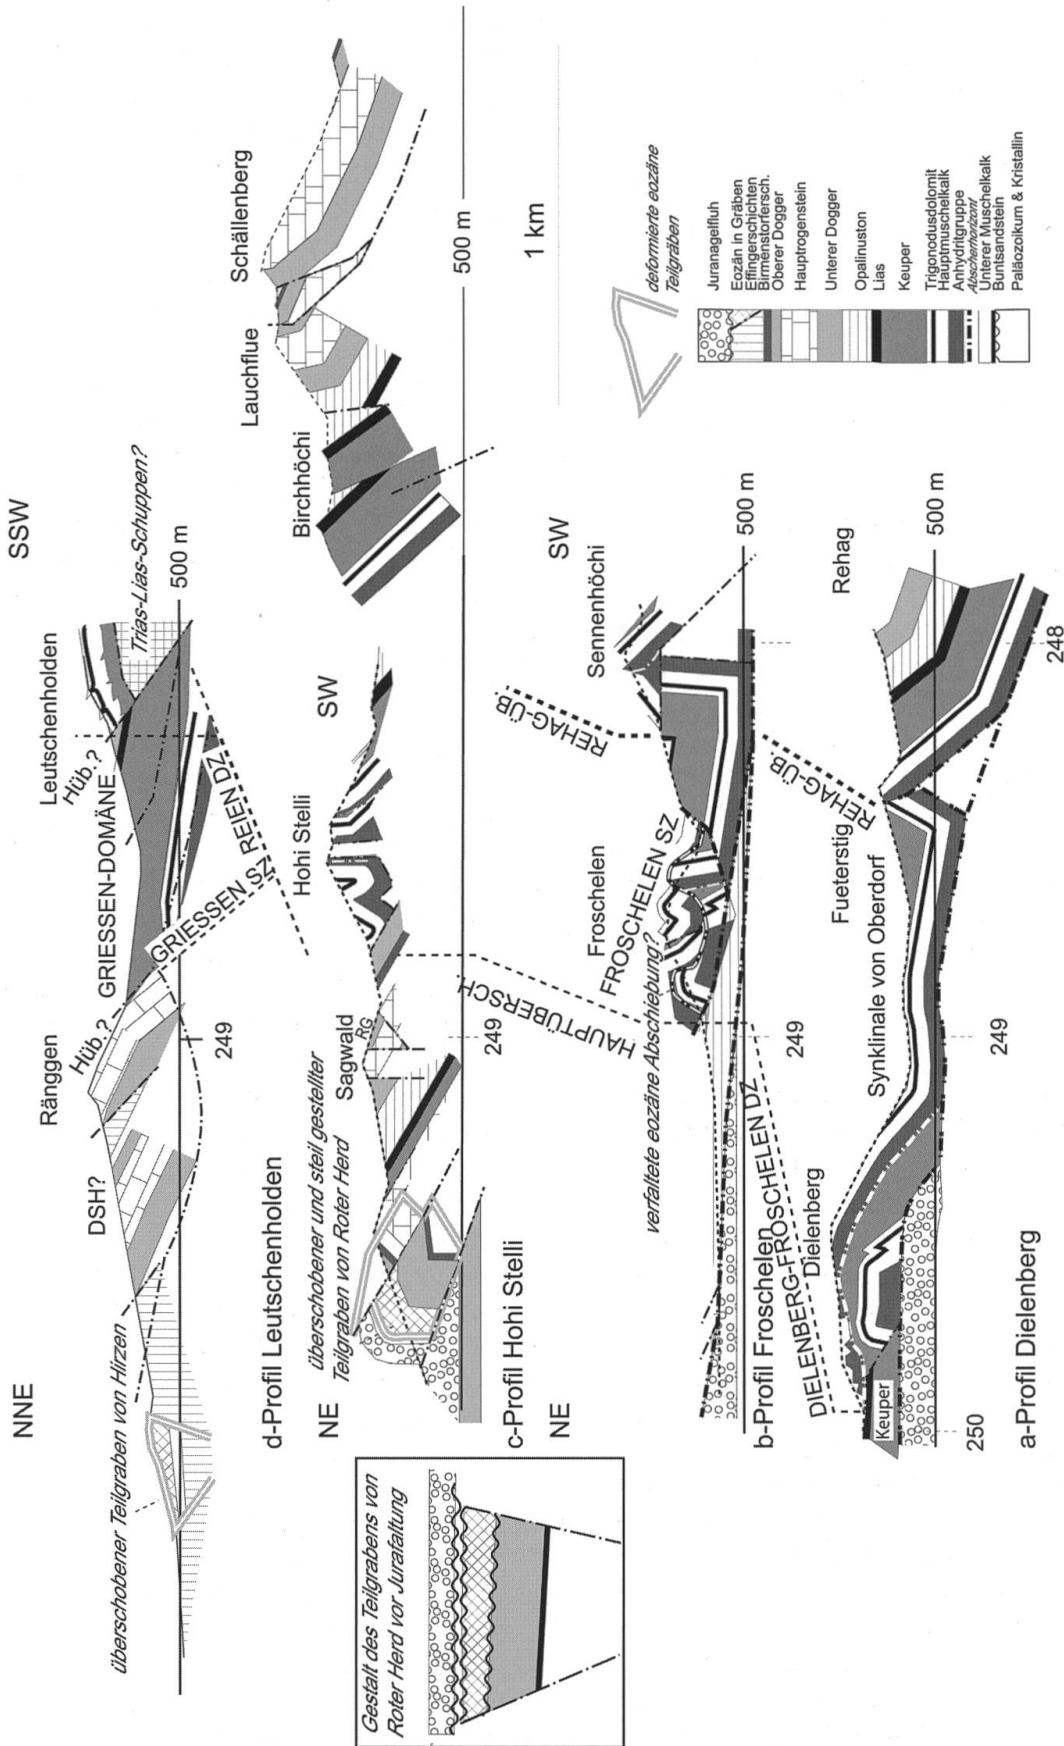 NNE
SSW
überschobener Teilgraben von Hirzen
DSH?
Ränggen
Hüb.?
GRIESSEN-DOMÄNE
GRIESSEN SZ
Leutschenholden
Hüb.?
Trias-Lias-Schuppen?
500 m
REIEN DZ
249
d-Profil Leutschenholden
überschobener und steil gestellter
Teilgraben von Roter Herd
NE
Sagwald
RG
Hohi Stelli
SW
Birchhöchi
Lauchflue
Schällenberg
500 m
249
HAUPTÜBERSCH
c-Profil Hohi Stelli
1 km
Gestalt des Teilgrabens von
Roter Herd vor Jurafaltung
NE
SW
verfaltete eozäne Abschiebung?
Froschelen
FROSCHELEN SZ
REHAG-ÜB.
Sennenhöchi
500 m
249
b-Profil Froschelen
DIELENBERG-FROSCHELEN DZ
REHAG-ÜB.
Dielenberg
Synklinale von Oberdorf
Fueterstig
Rehag
Keuper
500 m
250
249
248
a-Profil Dielenberg
deformierte eozäne
Teilgräben
Juranagelfluh
Eozän in Gräben
Effingerschichten
Birmenstorfersch.
Oberer Dogger
Hauptrogenstein
Unterer Dogger
Opalinuston
Lias
Keuper
Trigonodusdolomit
Hauptmuschelkalk
Anhydritgruppe
Abscherhorizont
Unterer Muschelkalk
Buntsandstein
Paläozoikum & Kristallin